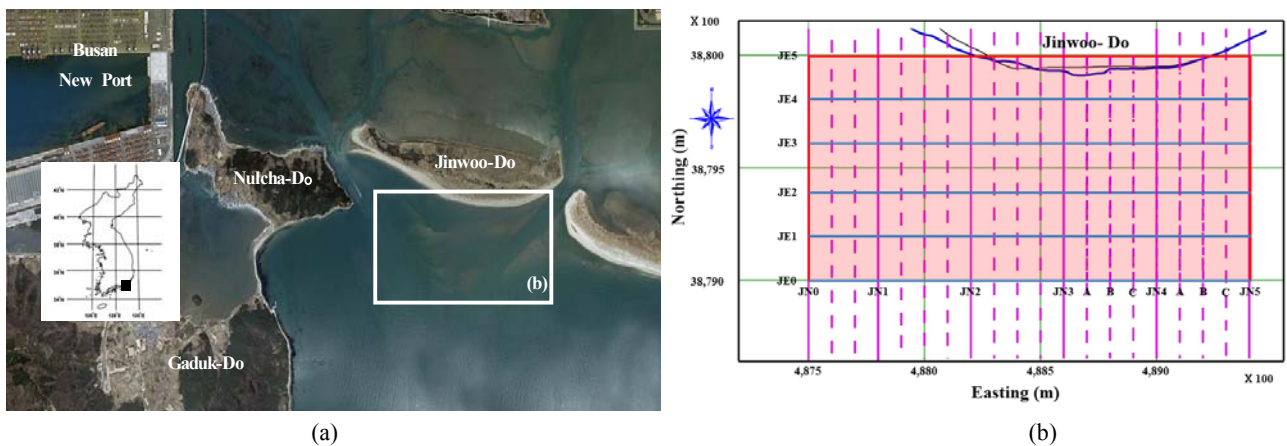 Busan
New Port
Nulcha-Do
Jinwoo-Do
(b)
Gaduk-Do
(a)
X 100
Jinwoo- Do
38,800
JE5
JE4
JE3
38,795
JE2
JE1
38,790
JE0
JN0 JN1 JN2 JN3 A B C JN4 A B C JN5
Northing (m)
4,875 4,880 4,885 4,890 X 100
Easting (m)
(b)